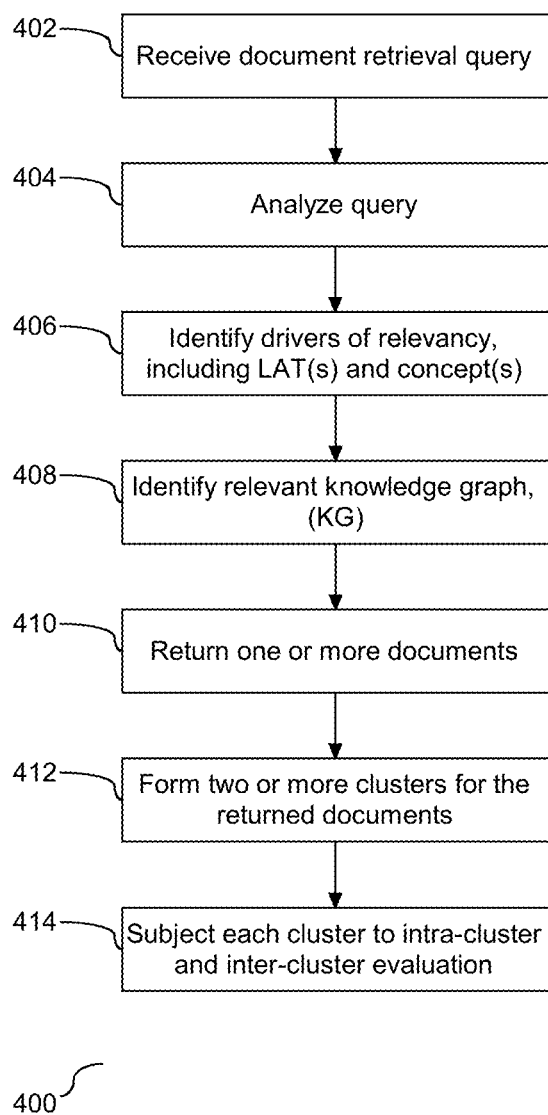 402
Receive document retrieval query
404
Analyze query
406
Identify drivers of relevancy,
including LAT(s) and concept(s)
408
Identify relevant knowledge graph,
(KG)
410
Return one or more documents
412
Form two or more clusters for the
returned documents
414
Subject each cluster to intra-cluster
and inter-cluster evaluation
400